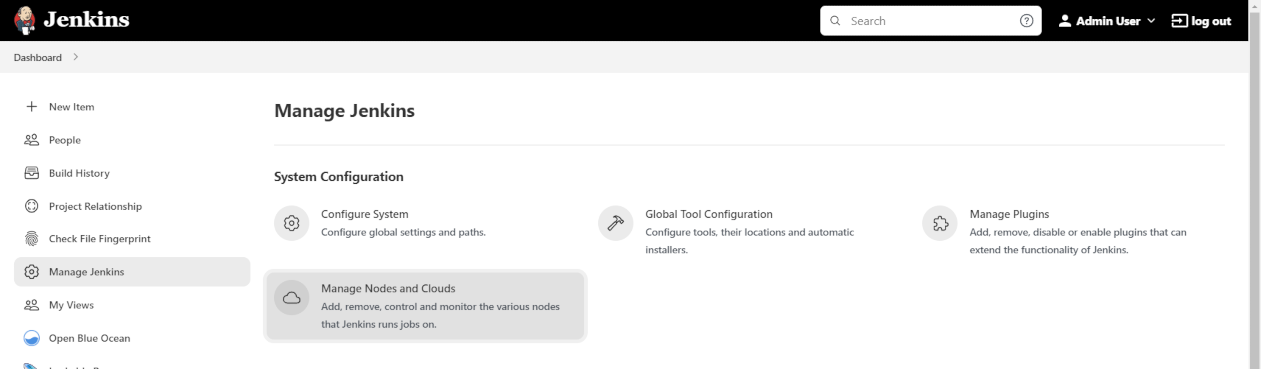 Jenkins
Search
Admin User
log out
Dashboard
New Item
People
Build History
Project Relationship
Check File Fingerprint
Manage Jenkins
My Views
Open Blue Ocean
Manage Jenkins
System Configuration
Configure System
Configure global settings and paths.
Global Tool Configuration
Configure tools, their locations and automatic
installers.
Manage Plugins
Add, remove, disable or enable plugins that can
extend the functionality of Jenkins.
Manage Nodes and Clouds
Add, remove, control and monitor the various nodes
that Jenkins runs jobs on.